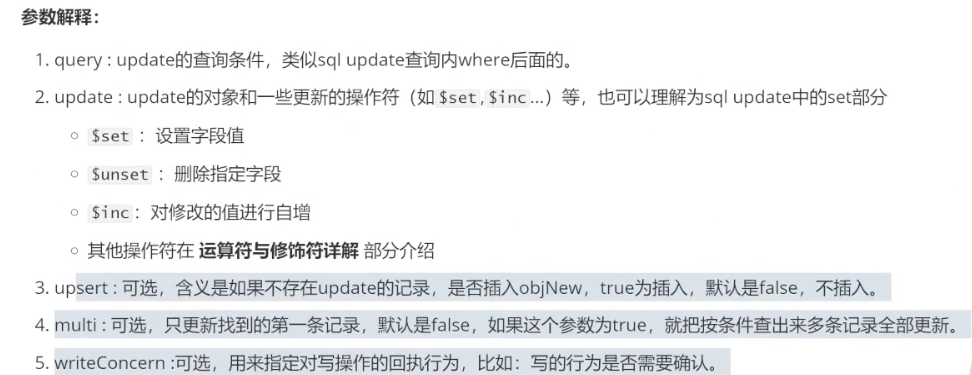 参数解释：
1. query : update的查询条件，类似sql update查询内where后面的。
2. update : update的对象和一些更新的操作符（如$set,$inc...）等，也可以理解为sql update中的set部分
$set ：设置字段值
$unset ：删除指定字段
$inc：对修改的值进行自增
其他操作符在 运算符与修饰符详解 部分介绍
3. upsert : 可选，含义是如果不存在update的记录，是否插入objNew，true为插入，默认是false，不插入。
4. multi : 可选，只更新找到的第一条记录，默认是false，如果这个参数为true，就把按条件查出来多条记录全部更新。
5. writeConcern :可选，用来指定对写操作的回执行为，比如：写的行为是否需要确认。